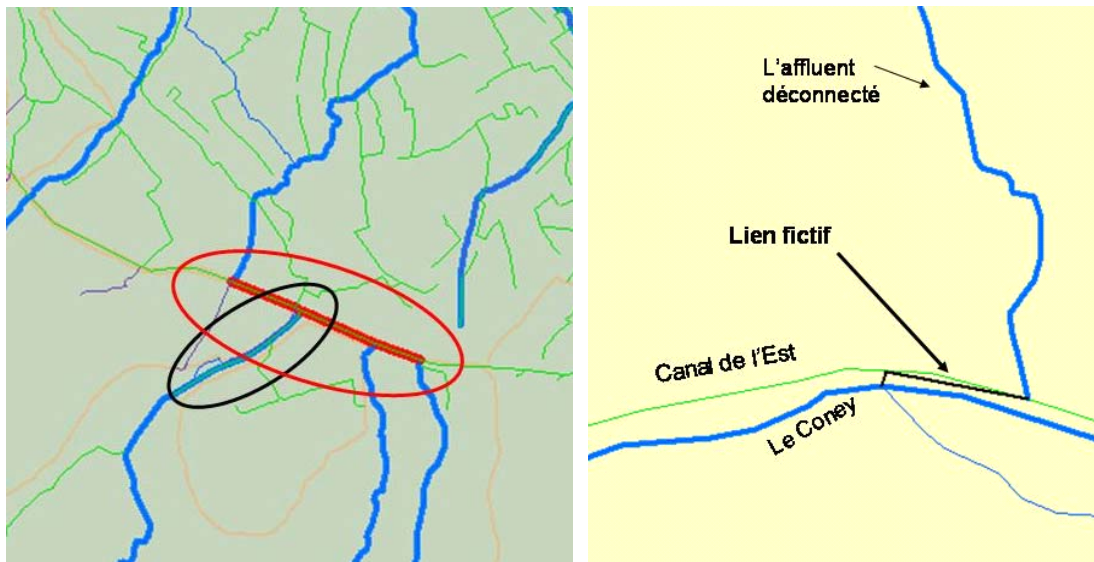 L'affluent
déconnecté
Lien fictif
Canal de l'Est
Le Coney